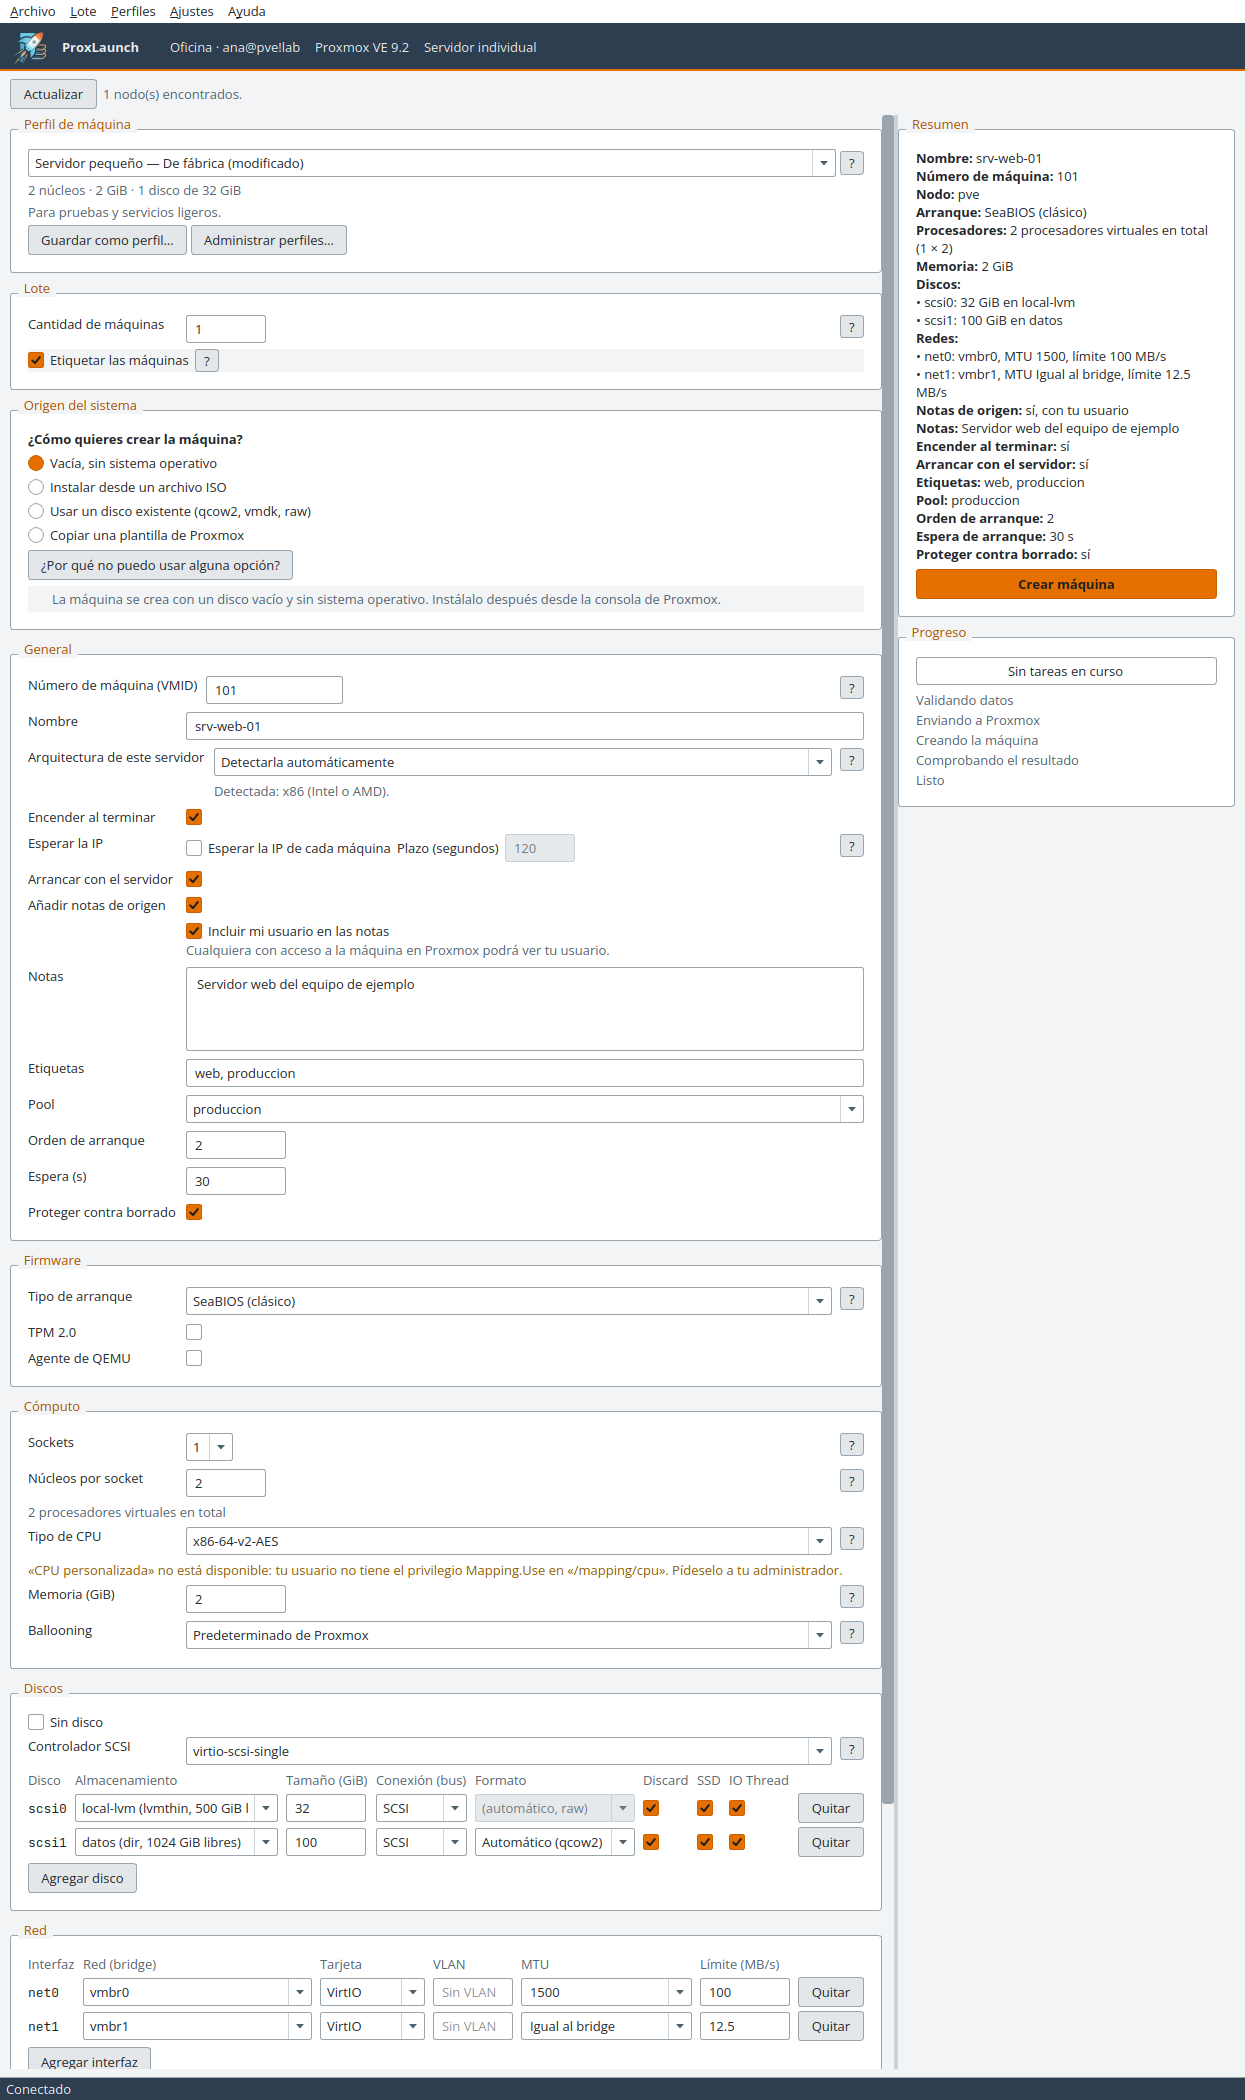 Archivo Lote Perfiles Ajustes Ayuda
ProxLaunch Oficina · ana@pve!lab Proxmox VE 9.2 Servidor individual
Actualizar 1 nodo(s) encontrados.
Perfil de máquina
Servidor pequeño — De fábrica (modificado) ?
2 núcleos · 2 GiB · 1 disco de 32 GiB
Para pruebas y servicios ligeros.
Guardar como perfil... Administrar perfiles...
Lote
Cantidad de máquinas 1 ?
Etiquetar las máquinas ?
Origen del sistema
¿Cómo quieres crear la máquina?
Vacía, sin sistema operativo
Instalar desde un archivo ISO
Usar un disco existente (qcow2, vmdk, raw)
Copiar una plantilla de Proxmox
¿Por qué no puedo usar alguna opción?
La máquina se crea con un disco vacío y sin sistema operativo. Instálalo después desde la consola de Proxmox.
General
Número de máquina (VMID) 101 ?
Nombre srv-web-01
Arquitectura de este servidor Detectarla automáticamente ?
Detectada: x86 (Intel o AMD).
Encender al terminar
Esperar la IP Esperar la IP de cada máquina Plazo (segundos) 120 ?
Arrancar con el servidor
Añadir notas de origen
Incluir mi usuario en las notas
Cualquiera con acceso a la máquina en Proxmox podrá ver tu usuario.
Notas Servidor web del equipo de ejemplo
Etiquetas web, produccion
Pool produccion
Orden de arranque 2
Espera (s) 30
Proteger contra borrado
Firmware
Tipo de arranque SeaBIOS (clásico) ?
TPM 2.0
Agente de QEMU
Cómputo
Sockets 1 ?
Núcleos por socket 2 ?
2 procesadores virtuales en total
Tipo de CPU x86-64-v2-AES ?
«CPU personalizada» no está disponible: tu usuario no tiene el privilegio Mapping.Use en «/mapping/cpu». Pídeselo a tu administrador.
Memoria (GiB) 2 ?
Ballooning Predeterminado de Proxmox ?
Discos
Sin disco
Controlador SCSI virtio-scsi-single ?
Disco Almacenamiento Tamaño (GiB) Conexión (bus) Formato Discard SSD IO Thread
scsi0 local-lvm (lvmthin, 500 GiB l 32 SCSI (automático, raw) Quitar
scsi1 datos (dir, 1024 GiB libres) 100 SCSI Automático (qcow2) Quitar
Agregar disco
Red
Interfaz Red (bridge) Tarjeta VLAN MTU Límite (MB/s)
net0 vmbr0 VirtIO Sin VLAN 1500 100 Quitar
net1 vmbr1 VirtIO Sin VLAN Igual al bridge 12.5 Quitar
Agregar interfaz
Resumen
Nombre: srv-web-01
Número de máquina: 101
Nodo: pve
Arranque: SeaBIOS (clásico)
Procesadores: 2 procesadores virtuales en total
(1 × 2)
Memoria: 2 GiB
Discos:
• scsi0: 32 GiB en local-lvm
• scsi1: 100 GiB en datos
Redes:
• net0: vmbr0, MTU 1500, límite 100 MB/s
• net1: vmbr1, MTU Igual al bridge, límite 12.5
MB/s
Notas de origen: sí, con tu usuario
Notas: Servidor web del equipo de ejemplo
Encender al terminar: sí
Arrancar con el servidor: sí
Etiquetas: web, produccion
Pool: produccion
Orden de arranque: 2
Espera de arranque: 30 s
Proteger contra borrado: sí
Crear máquina
Progreso
Sin tareas en curso
Validando datos
Enviando a Proxmox
Creando la máquina
Comprobando el resultado
Listo
Conectado